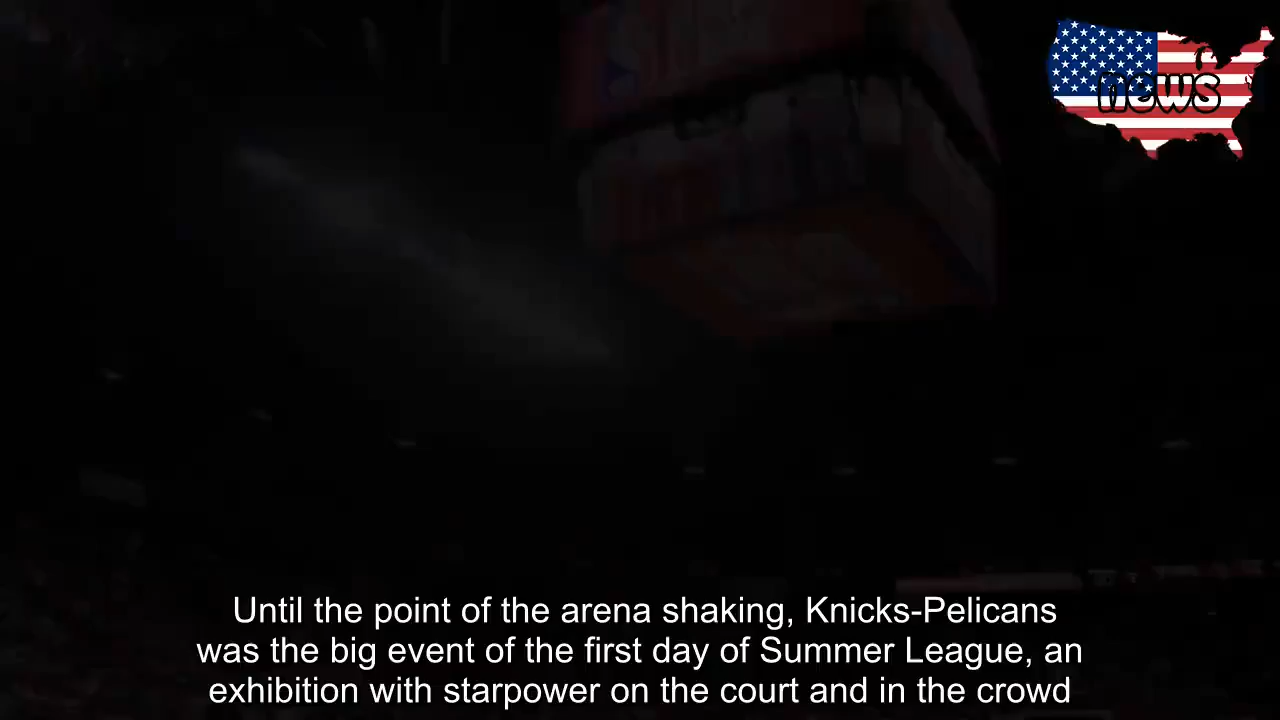 news
Until the point of the arena shaking, Knicks-Pelicans
was the big event of the first day of Summer League, an
exhibition with starpower on the court and in the crowd